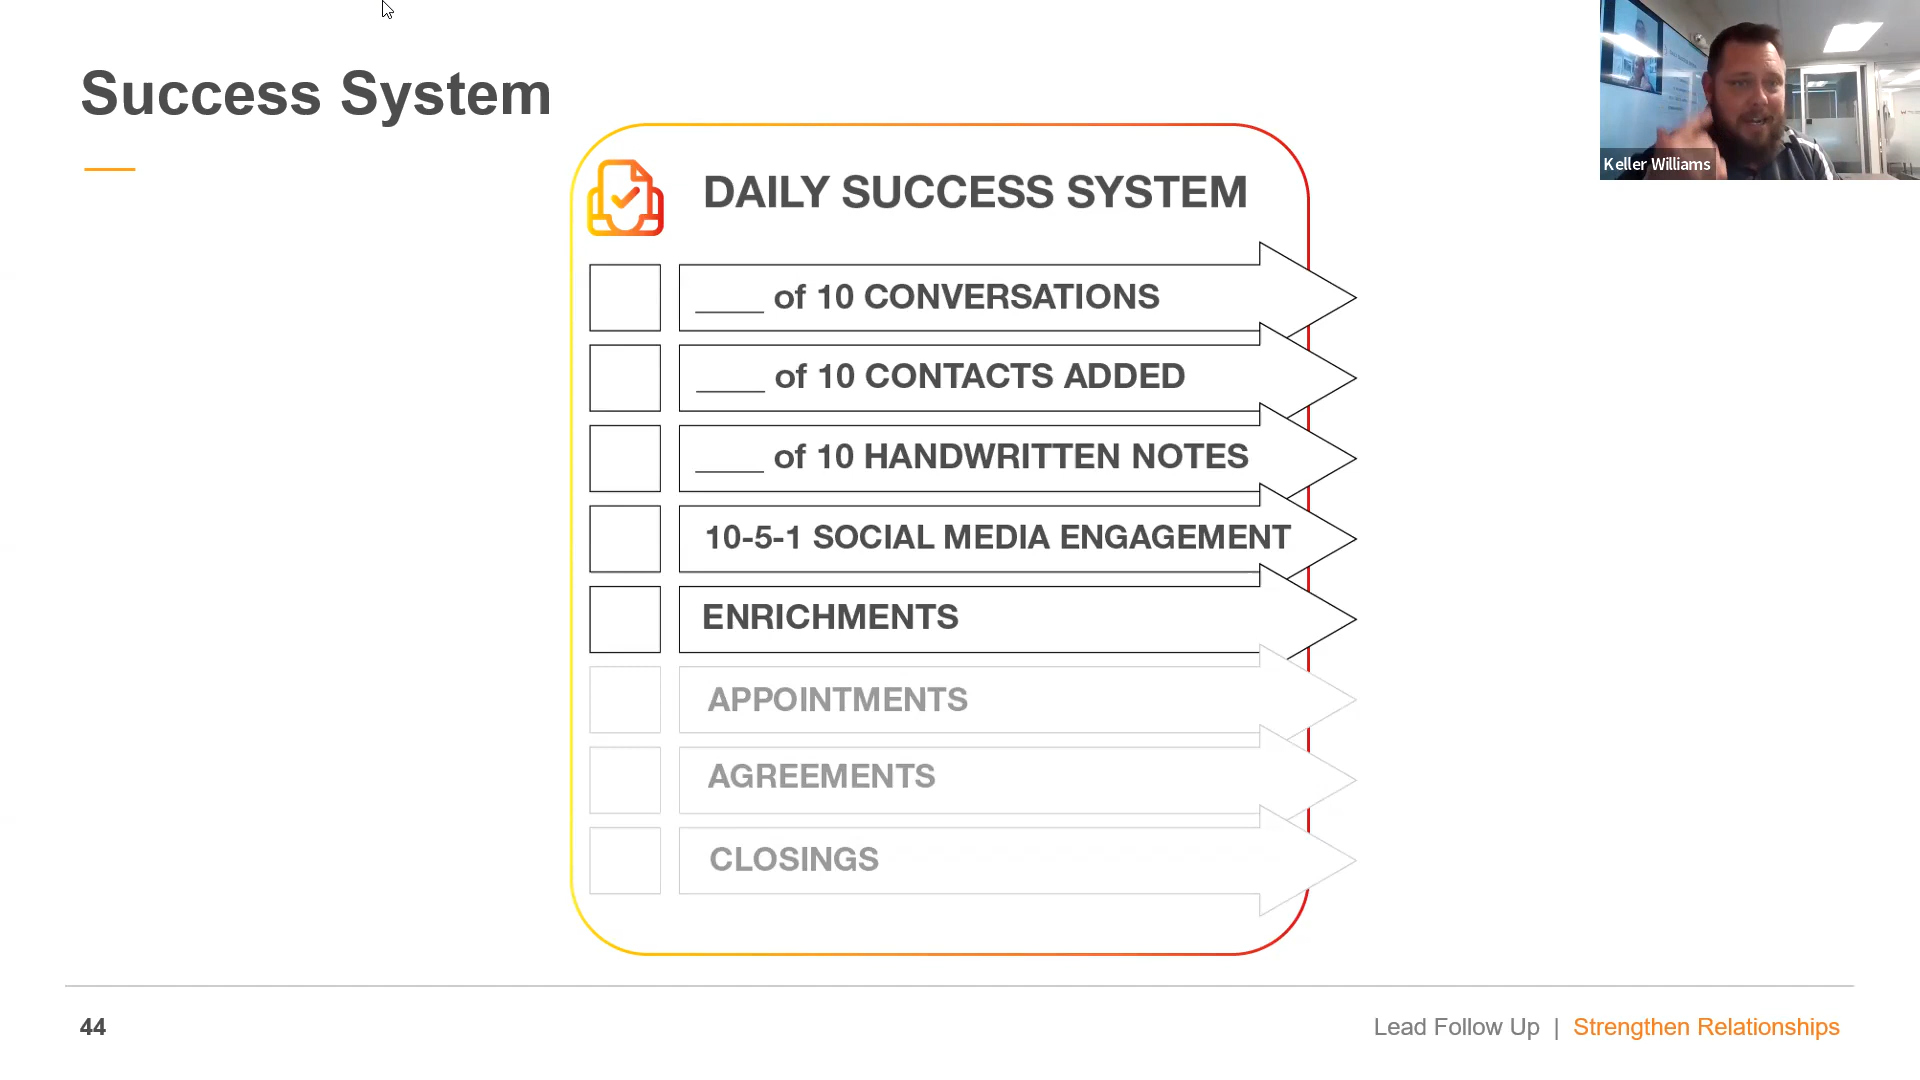 Success System
DAILY SUCCESS SYSTEM
____ of 10 CONVERSATIONS
____ of 10 CONTACTS ADDED
____ of 10 HANDWRITTEN NOTES
10-5-1 SOCIAL MEDIA ENGAGEMENT
ENRICHMENTS
APPOINTMENTS
AGREEMENTS
CLOSINGS
44
Lead Follow Up | Strengthen Relationships
Keller Williams